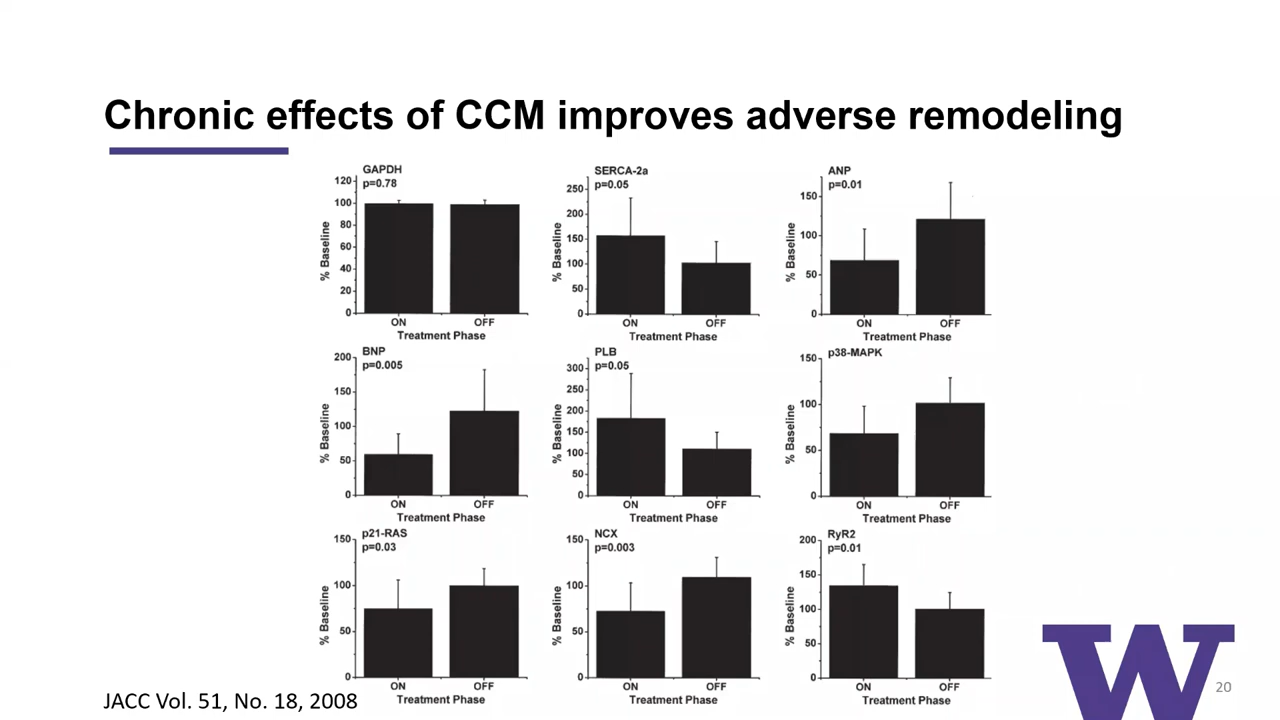 Chronic effects of CCM improves adverse remodeling
GAPDH
p=0.78
120
100
80
60
40
20
0
% Baseline
ON OFF
Treatment Phase
SERCA-2a
p=0.05
250
200
150
100
50
0
% Baseline
ON OFF
Treatment Phase
ANP
p=0.01
150
100
50
0
% Baseline
ON OFF
Treatment Phase
BNP
p=0.005
200
150
100
50
0
% Baseline
ON OFF
Treatment Phase
PLB
p=0.05
300
250
200
150
100
50
0
% Baseline
ON OFF
Treatment Phase
p38-MAPK
150
100
50
0
% Baseline
ON OFF
Treatment Phase
p21-RAS
p=0.03
150
100
50
0
% Baseline
ON OFF
Treatment Phase
NCX
p=0.003
150
100
50
0
% Baseline
ON OFF
Treatment Phase
RyR2
p=0.01
200
150
100
50
0
% Baseline
ON OFF
Treatment Phase
JACC Vol. 51, No. 18, 2008
W
20